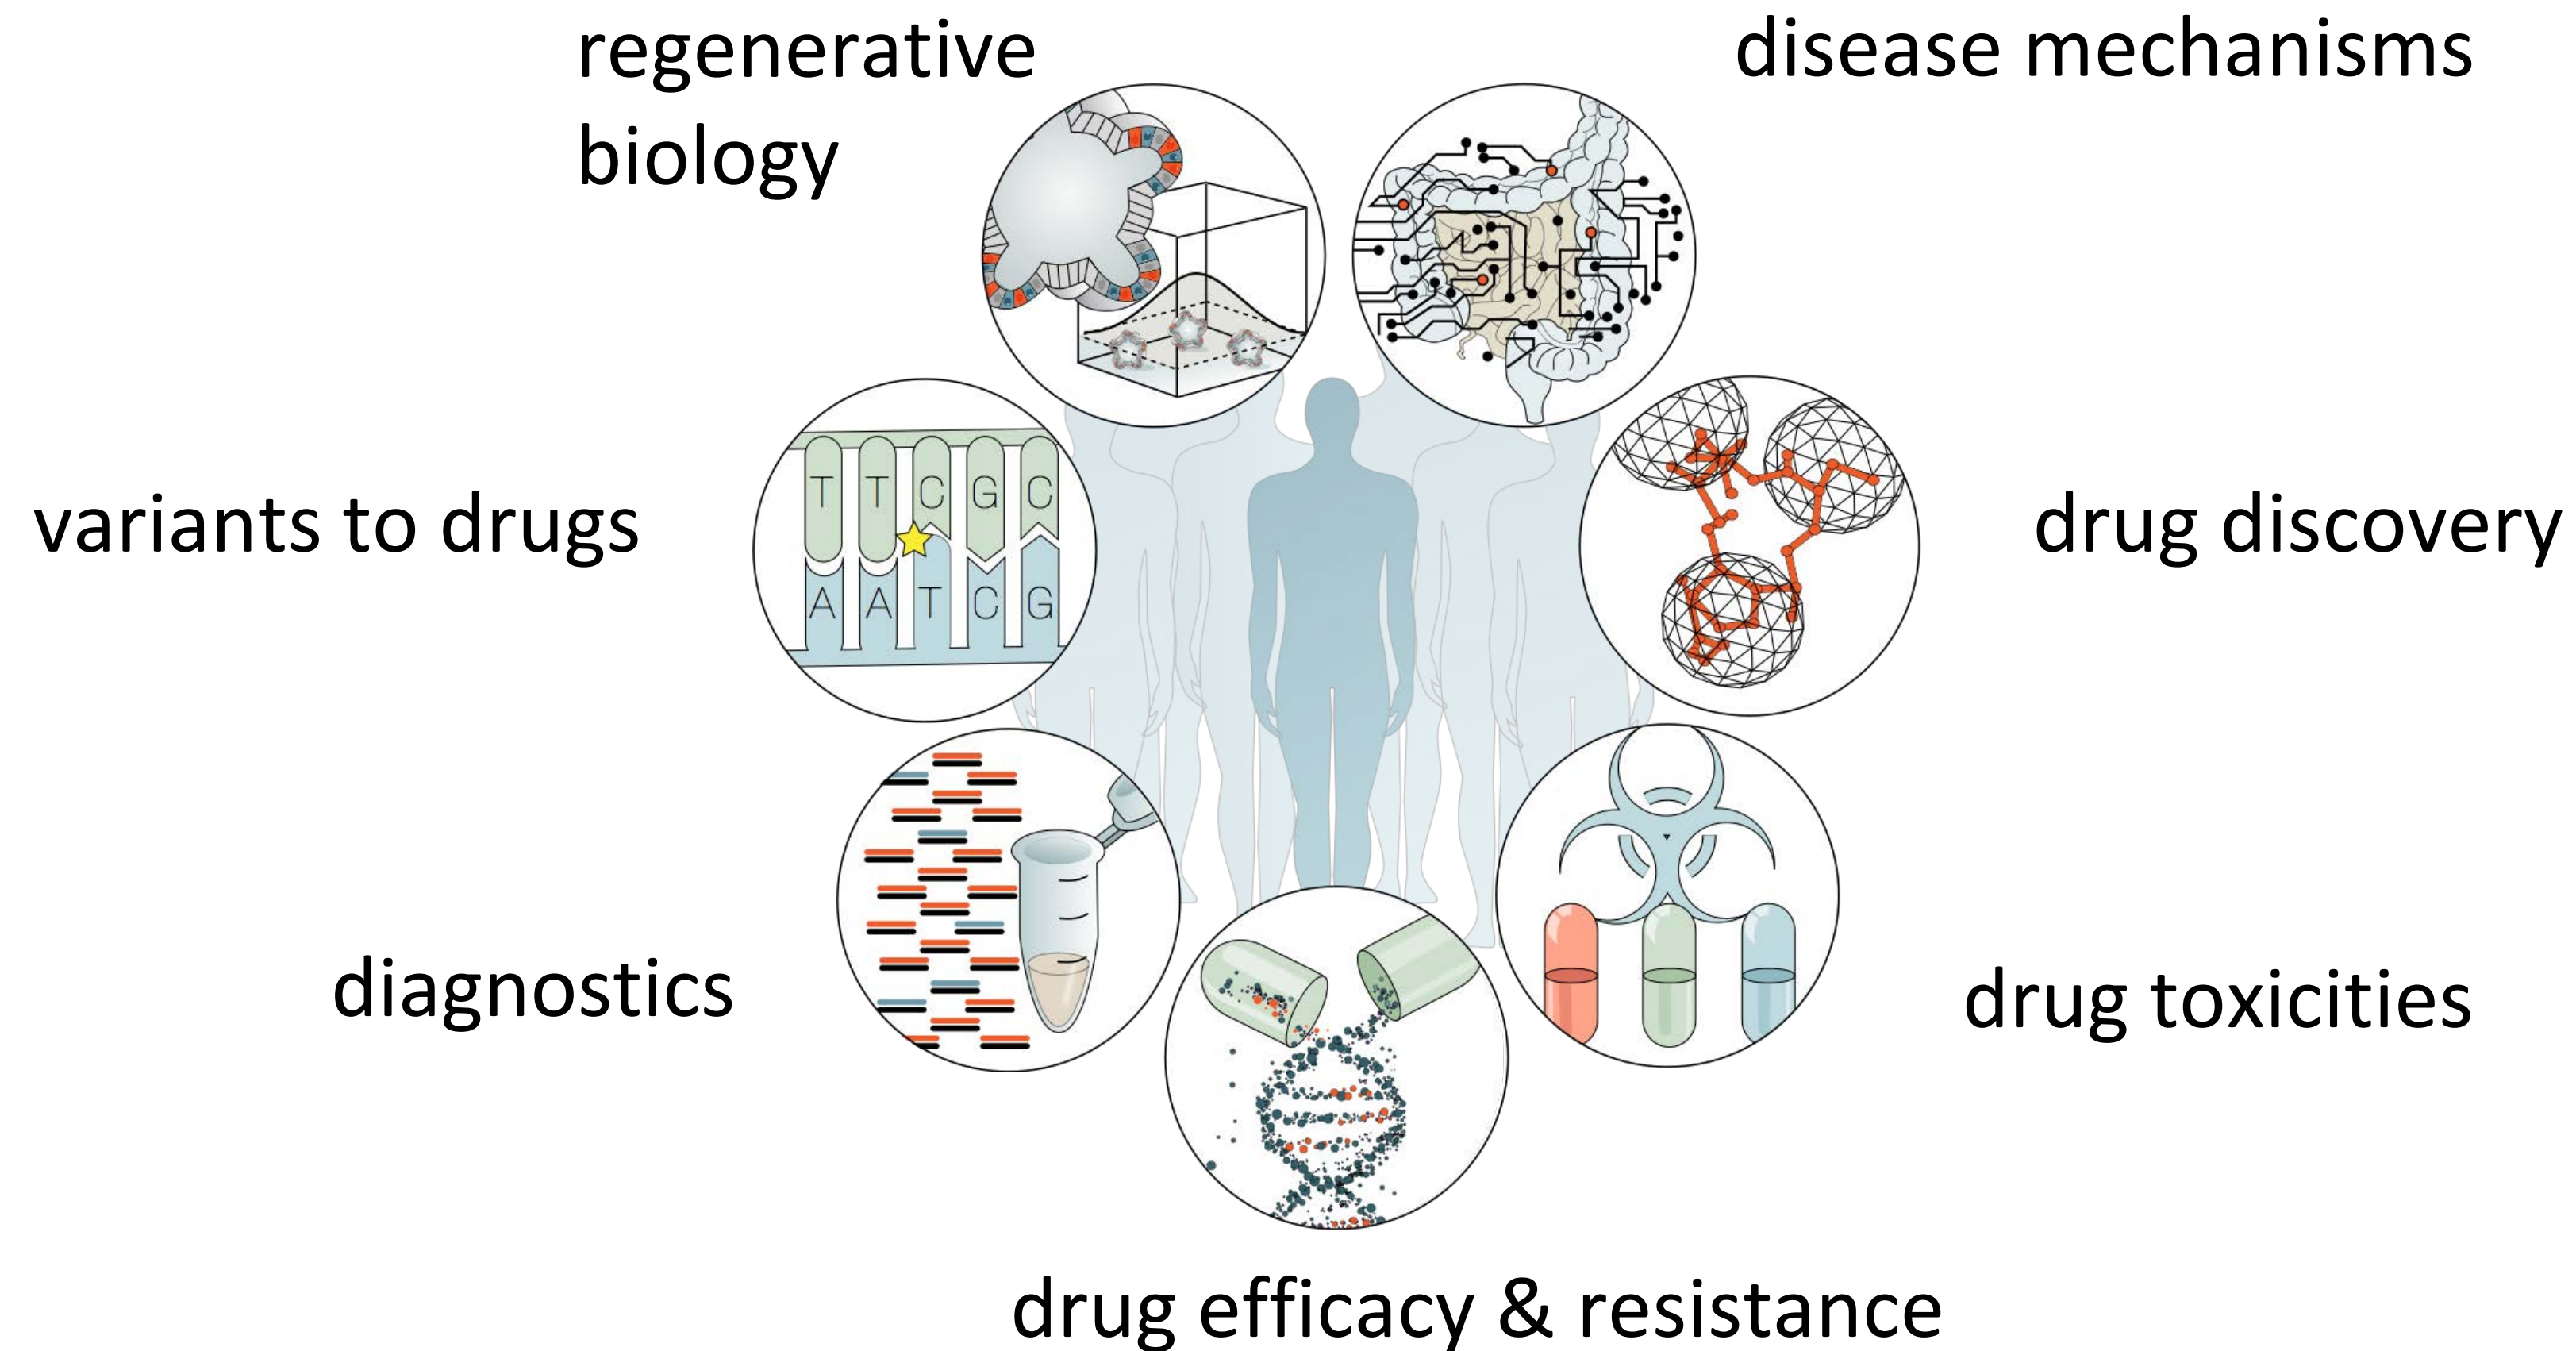 regenerative
biology
disease mechanisms
variants to drugs
T T C G C
A A T C G
drug discovery
diagnostics
drug toxicities
drug efficacy & resistance